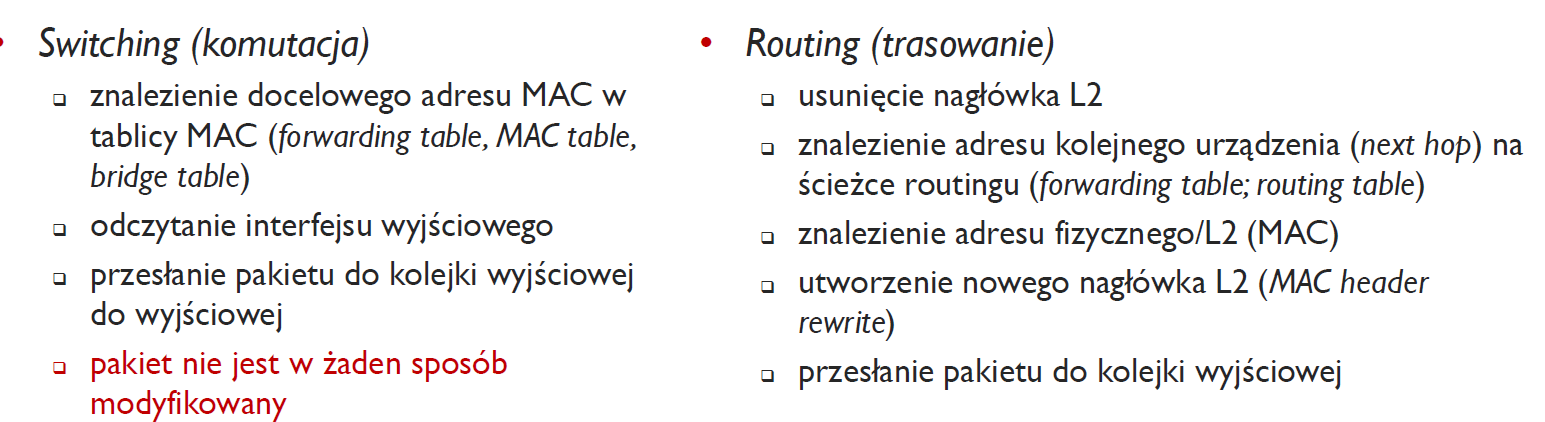 • Switching (komutacja)
❑ znalezienie docelowego adresu MAC w
tablicy MAC (forwarding table, MAC table,
bridge table)
❑ odczytanie interfejsu wyjściowego
❑ przesłanie pakietu do kolejki wyjściowej
do wyjściowej
❑ pakiet nie jest w żaden sposób
modyfikowany
• Routing (trasowanie)
❑ usunięcie nagłówka L2
❑ znalezienie adresu kolejnego urządzenia (next hop) na
ścieżce routingu (forwarding table; routing table)
❑ znalezienie adresu fizycznego/L2 (MAC)
❑ utworzenie nowego nagłówka L2 (MAC header
rewrite)
❑ przesłanie pakietu do kolejki wyjściowej